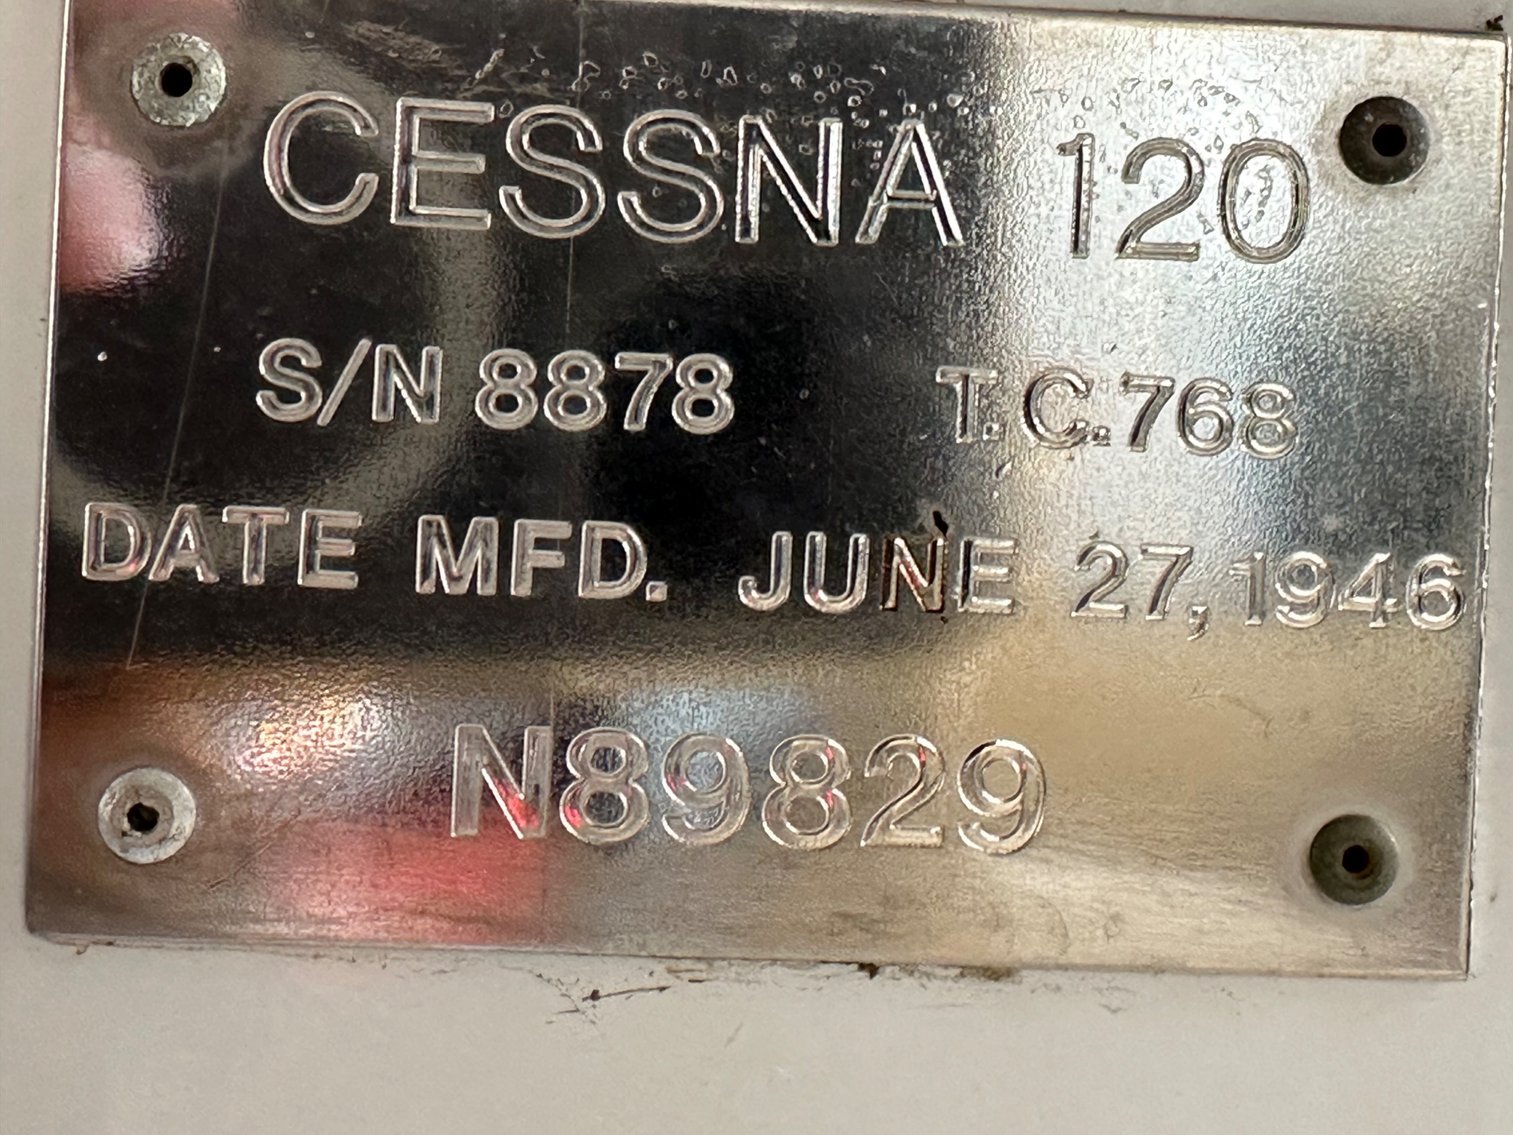 CESSNA 120
S/N 8878 T.C.768
DATE MFD. JUNE 27,1946
N89829